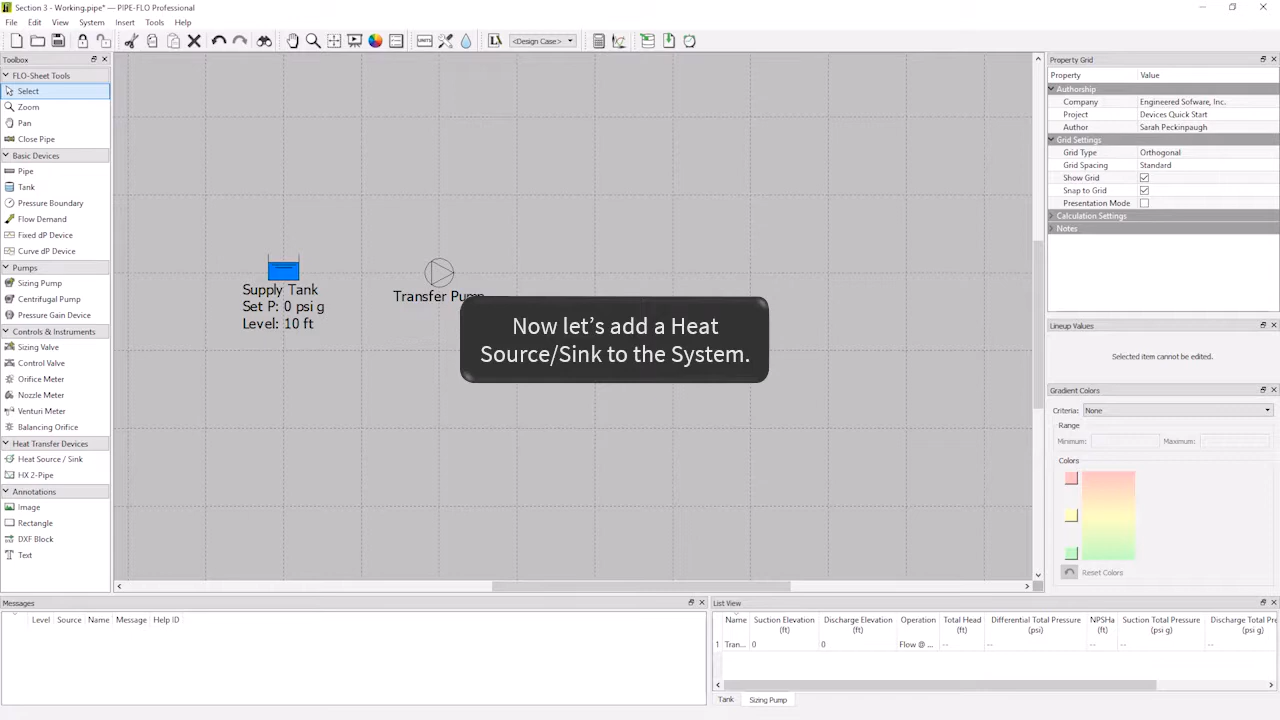 Section 3 - Working.pipe* — PIPE-FLO Professional
File Edit View System Insert Tools Help
<Design Case>
Toolbox
FLO-Sheet Tools
Select
Zoom
Pan
Close Pipe
Basic Devices
Pipe
Tank
Pressure Boundary
Flow Demand
Fixed dP Device
Curve dP Device
Pumps
Sizing Pump
Centrifugal Pump
Pressure Gain Device
Controls & Instruments
Sizing Valve
Control Valve
Orifice Meter
Nozzle Meter
Venturi Meter
Balancing Orifice
Heat Transfer Devices
Heat Source / Sink
HX 2-Pipe
Annotations
Image
Rectangle
DXF Block
Text
Supply Tank
Set P: 0 psi g
Level: 10 ft
Transfer Pump
Now let's add a Heat
Source/Sink to the System.
Property Grid
Property Value
Authorship
Company Engineered Sofware, Inc.
Project Devices Quick Start
Author Sarah Peckinpaugh
Grid Settings
Grid Type Orthogonal
Grid Spacing Standard
Show Grid
Snap to Grid
Presentation Mode
Calculation Settings
Notes
Lineup Values
Selected item cannot be edited.
Gradient Colors
Criteria: None
Range
Minimum: Maximum:
Colors
Reset Colors
Messages
Level Source Name Message Help ID
List View
Name Suction Elevation (ft) Discharge Elevation (ft) Operation Total Head (ft) Differential Total Pressure (psi) NPSHa (ft) Suction Total Pressure (psi g) Discharge Total Pre (psi g)
1 Tran... 0 0 Flow @ ... -- -- -- -- --
Tank Sizing Pump